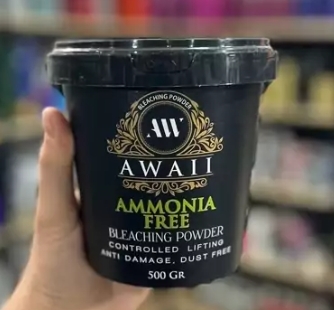 BLEACHING POWDER
AW
AWAII
AMMONIA
FREE
BLEACHING POWDER
CONTROLLED LIFTING
ANTI DAMAGE, DUST FREE
500 GR